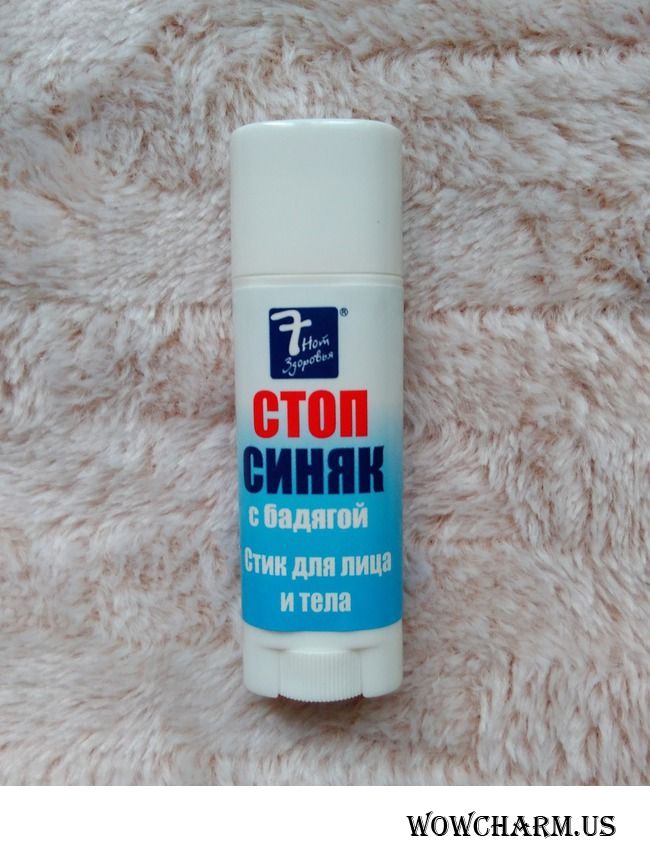 7
®
Нот
Здоровья
СТОП
СИНЯК
с бадягой
Стик для лица
и тела
WOWCHARM.US